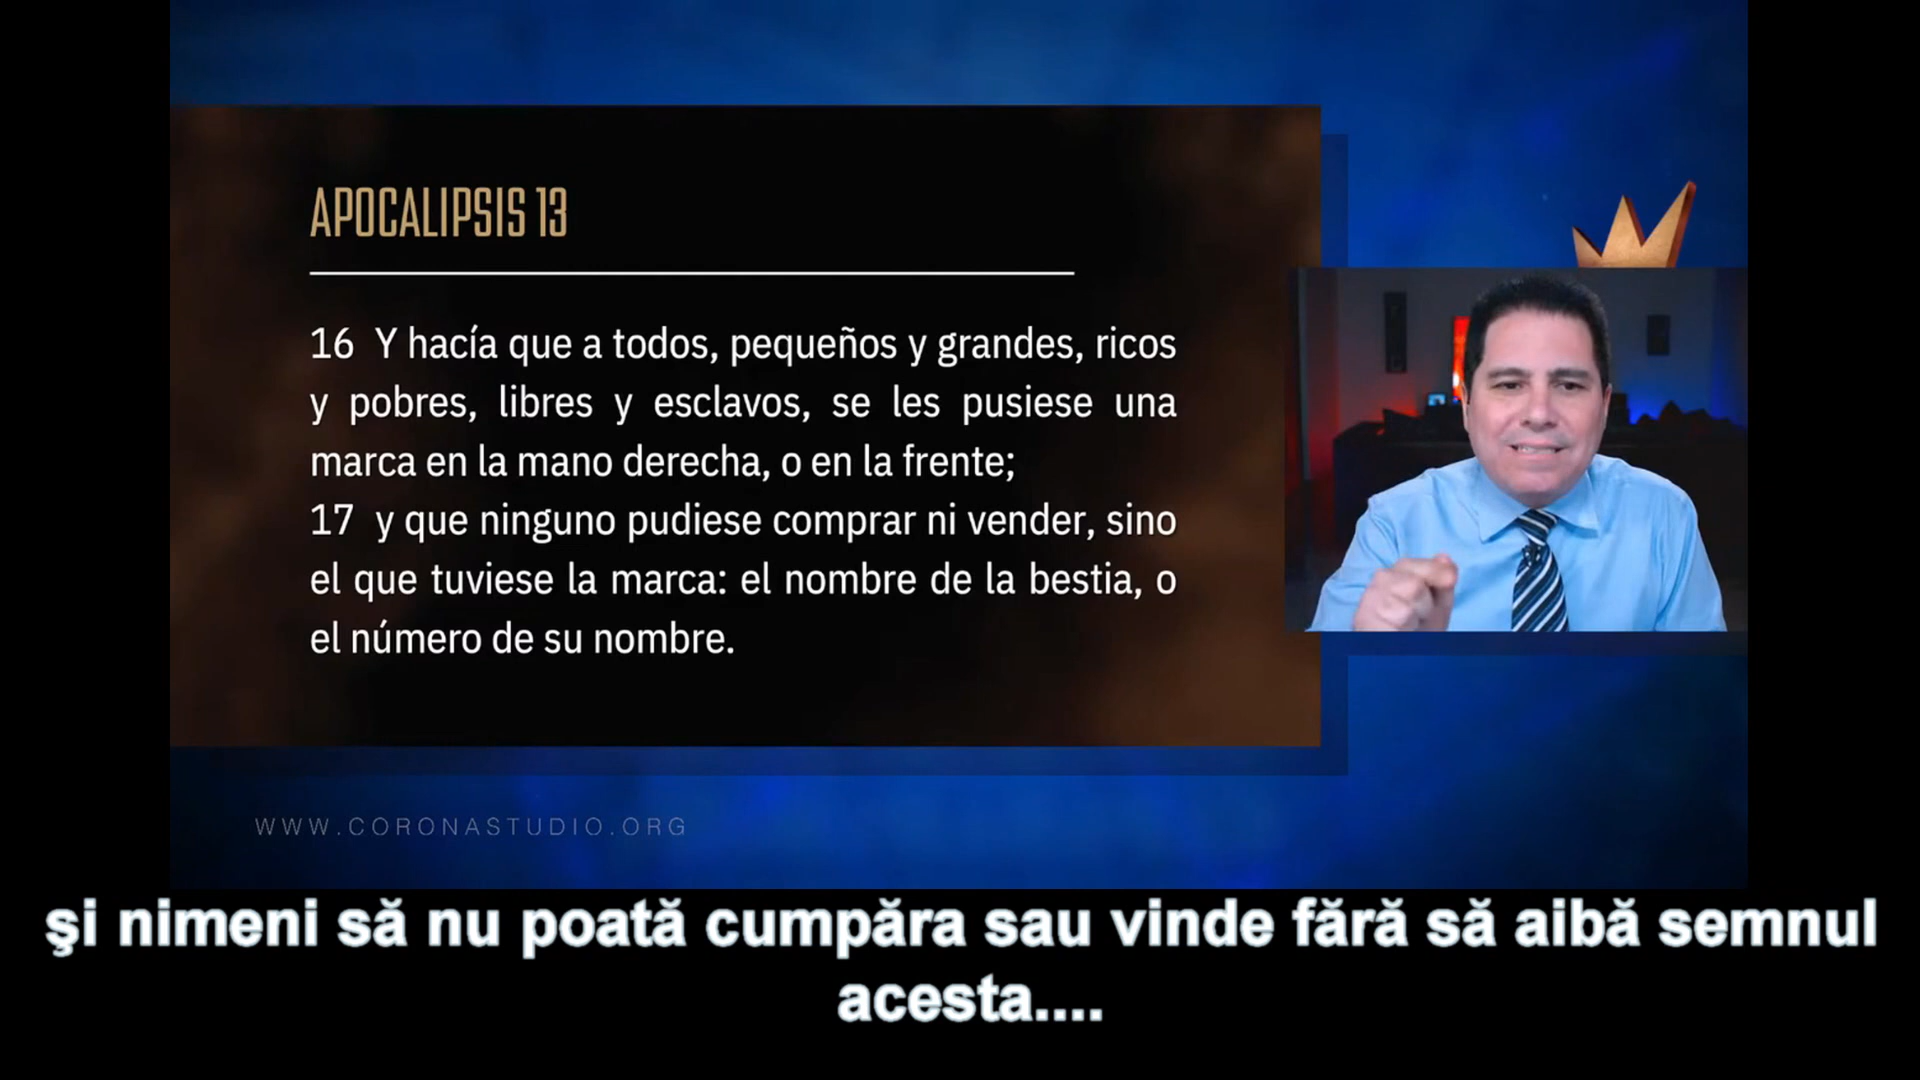 APOCALIPSIS 13
16 Y hacía que a todos, pequeños y grandes, ricos
y pobres, libres y esclavos, se les pusiese una
marca en la mano derecha, o en la frente;
17 y que ninguno pudiese comprar ni vender, sino
el que tuviese la marca: el nombre de la bestia, o
el número de su nombre.
WWW.CORONASTUDIO.ORG
şi nimeni să nu poată cumpăra sau vinde fără să aibă semnul
acesta....